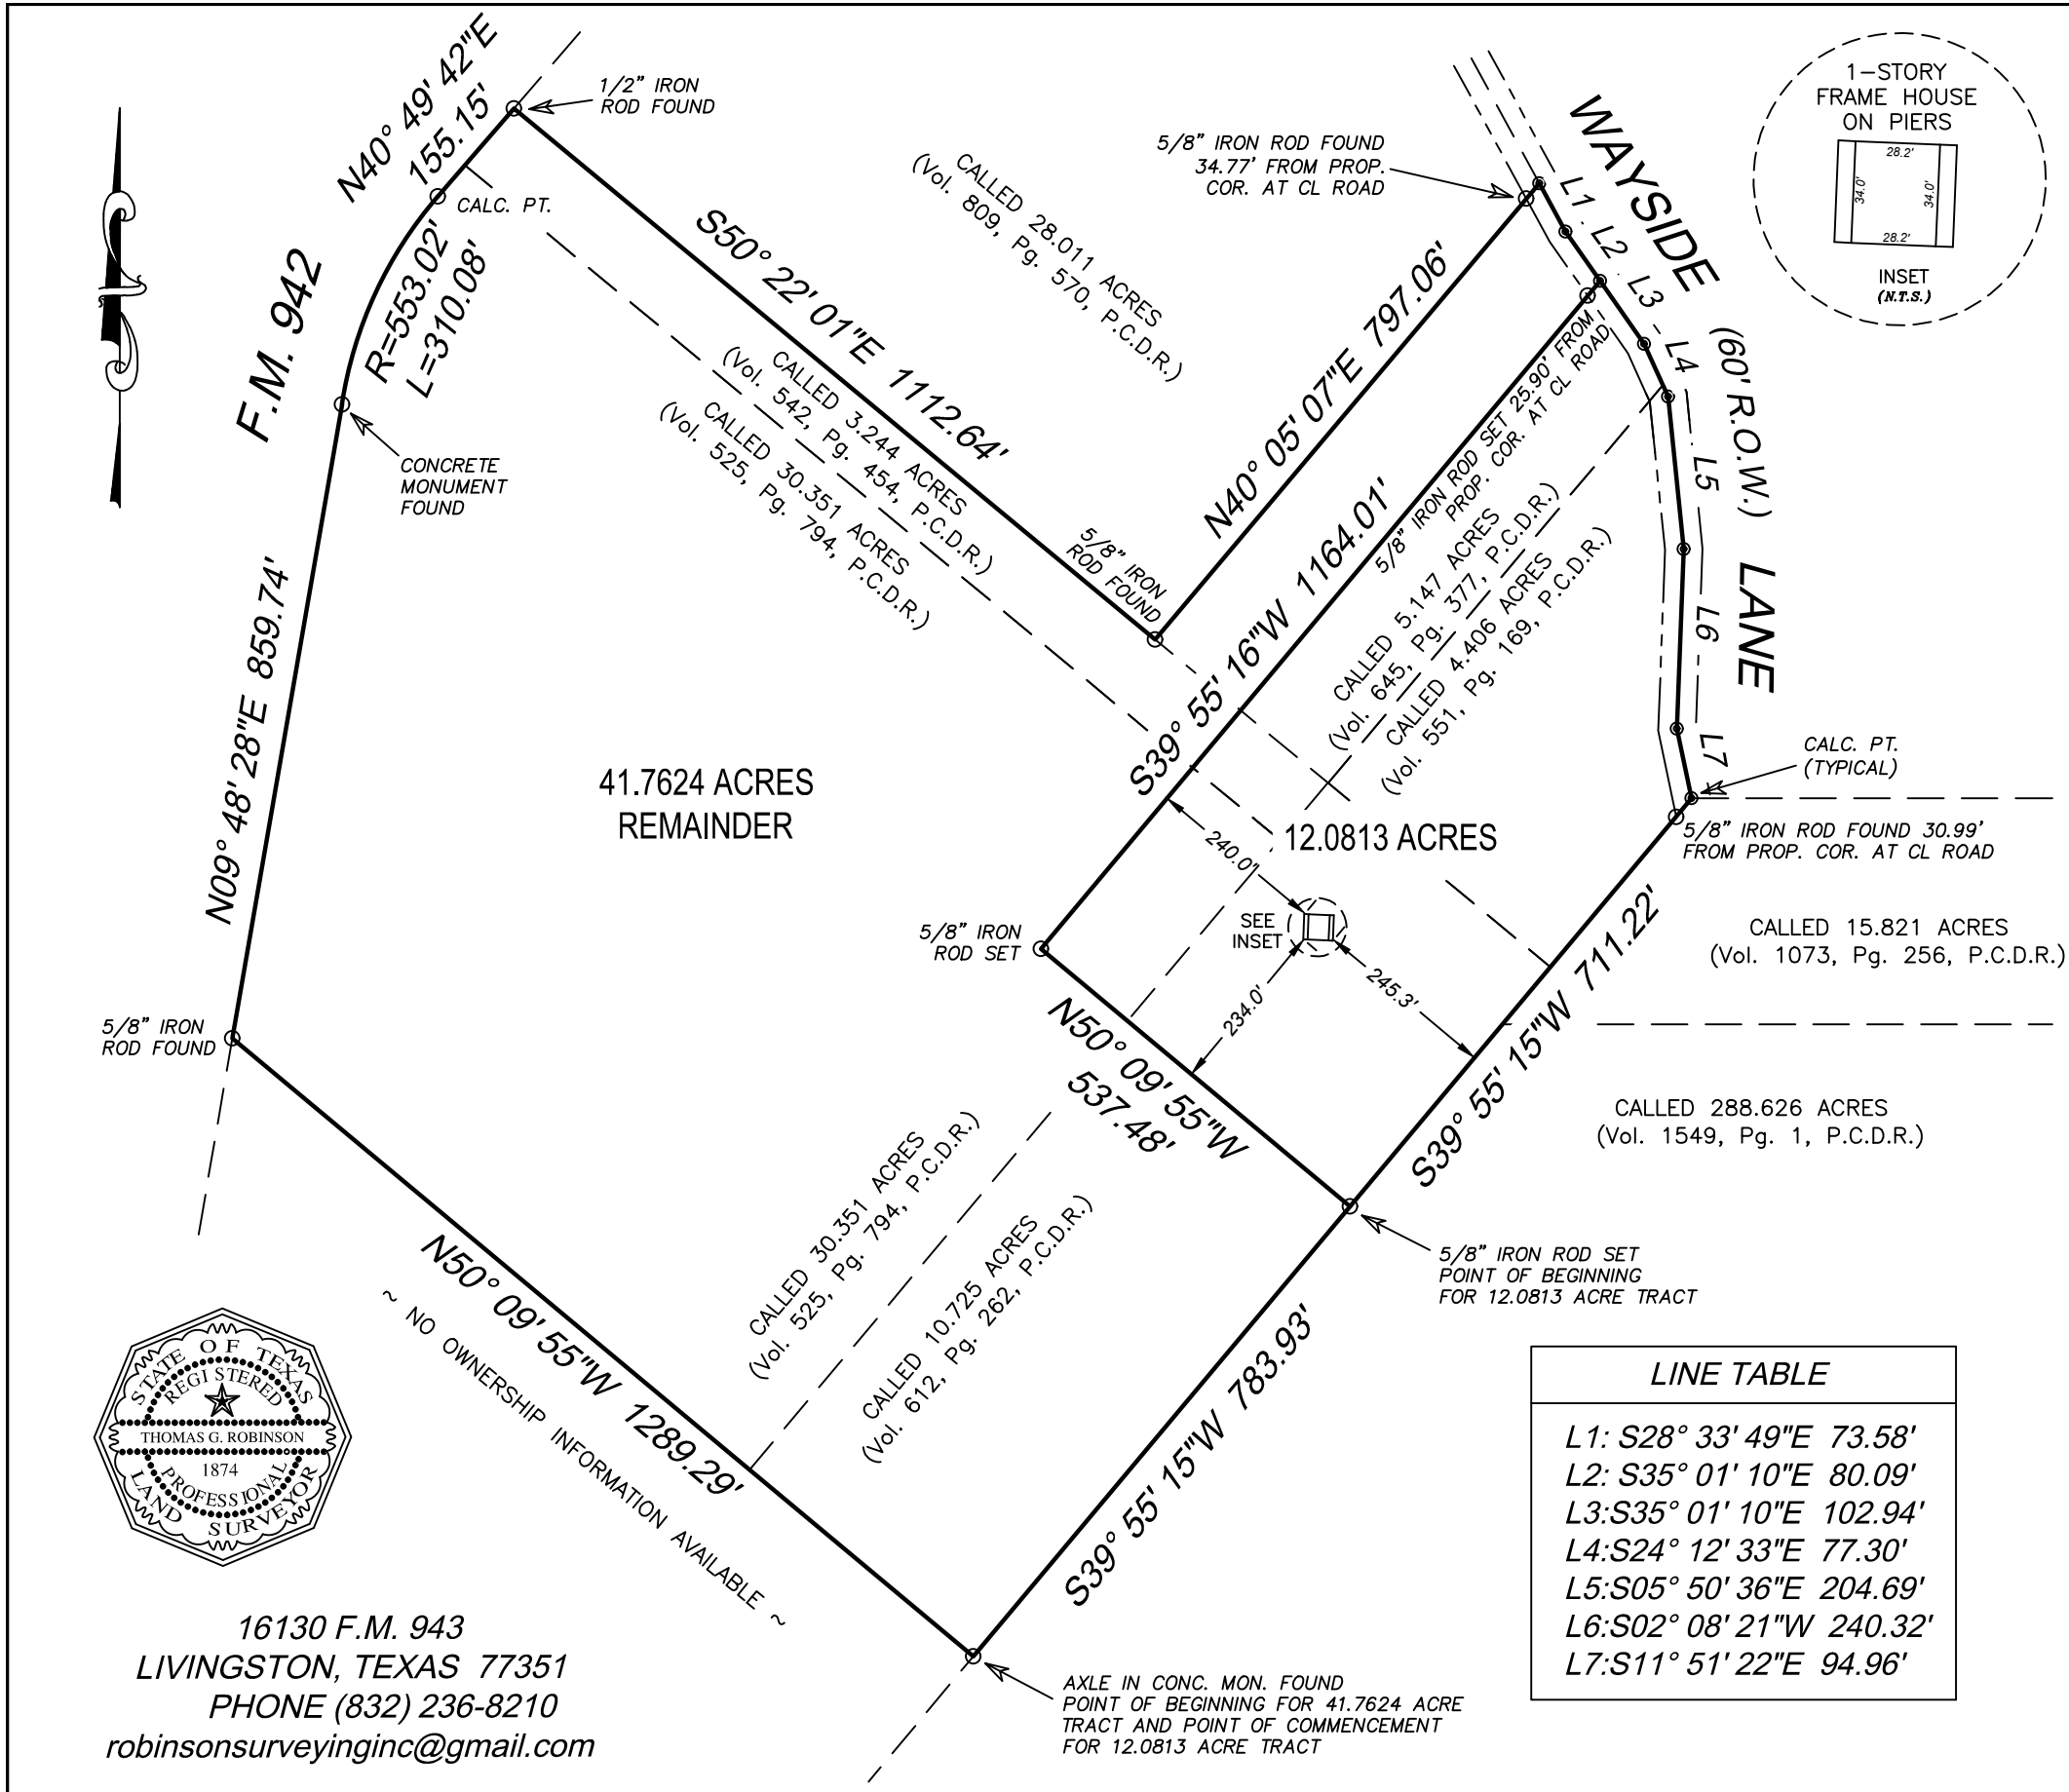 N40° 49' 42"E
155.15'
1/2" IRON
ROD FOUND
CALC. PT.
F.M. 942
R=553.02'
L=310.08'
CONCRETE
MONUMENT
FOUND
N09° 48' 28"E 859.74'
S50° 22' 01"E 1112.64'
CALLED 28.011 ACRES
(Vol. 809, Pg. 570, P.C.D.R.)
CALLED 3.244 ACRES
(Vol. 542, Pg. 454, P.C.D.R.)
CALLED 30.351 ACRES
(Vol. 525, Pg. 794, P.C.D.R.)
5/8" IRON
ROD FOUND
5/8" IRON ROD FOUND
34.77' FROM PROP.
COR. AT CL ROAD
N40° 05' 07"E 797.06'
S39° 55' 16"W 1164.01'
5/8" IRON ROD SET 25.90' FROM
PROP. COR. AT CL ROAD
CALLED 5.147 ACRES
(Vol. 645, Pg. 377, P.C.D.R.)
CALLED 4.406 ACRES
(Vol. 551, Pg. 169, P.C.D.R.)
WAYSIDE
LANE
(60' R.O.W.)
L1
L2
L3
L4
L5
L6
L7
1-STORY
FRAME HOUSE
ON PIERS
28.2'
34.0'
34.0'
28.2'
INSET
(N.T.S.)
CALC. PT.
(TYPICAL)
5/8" IRON ROD FOUND 30.99'
FROM PROP. COR. AT CL ROAD
41.7624 ACRES
REMAINDER
12.0813 ACRES
240.0'
SEE
INSET
234.0'
245.3'
5/8" IRON
ROD SET
N50° 09' 55"W
537.48'
S39° 55' 15"W 711.22'
CALLED 15.821 ACRES
(Vol. 1073, Pg. 256, P.C.D.R.)
CALLED 288.626 ACRES
(Vol. 1549, Pg. 1, P.C.D.R.)
5/8" IRON
ROD FOUND
CALLED 30.351 ACRES
(Vol. 525, Pg. 794, P.C.D.R.)
CALLED 10.725 ACRES
(Vol. 612, Pg. 262, P.C.D.R.)
N50° 09' 55"W 1289.29'
~ NO OWNERSHIP INFORMATION AVAILABLE ~
S39° 55' 15"W 783.93'
5/8" IRON ROD SET
POINT OF BEGINNING
FOR 12.0813 ACRE TRACT
STATE OF TEXAS
REGISTERED
THOMAS G. ROBINSON
1874
PROFESSIONAL
LAND SURVEYOR
16130 F.M. 943
LIVINGSTON, TEXAS 77351
PHONE (832) 236-8210
robinsonsurveyinginc@gmail.com
AXLE IN CONC. MON. FOUND
POINT OF BEGINNING FOR 41.7624 ACRE
TRACT AND POINT OF COMMENCEMENT
FOR 12.0813 ACRE TRACT
LINE TABLE
L1: S28° 33' 49"E 73.58'
L2: S35° 01' 10"E 80.09'
L3:S35° 01' 10"E 102.94'
L4:S24° 12' 33"E 77.30'
L5:S05° 50' 36"E 204.69'
L6:S02° 08' 21"W 240.32'
L7:S11° 51' 22"E 94.96'